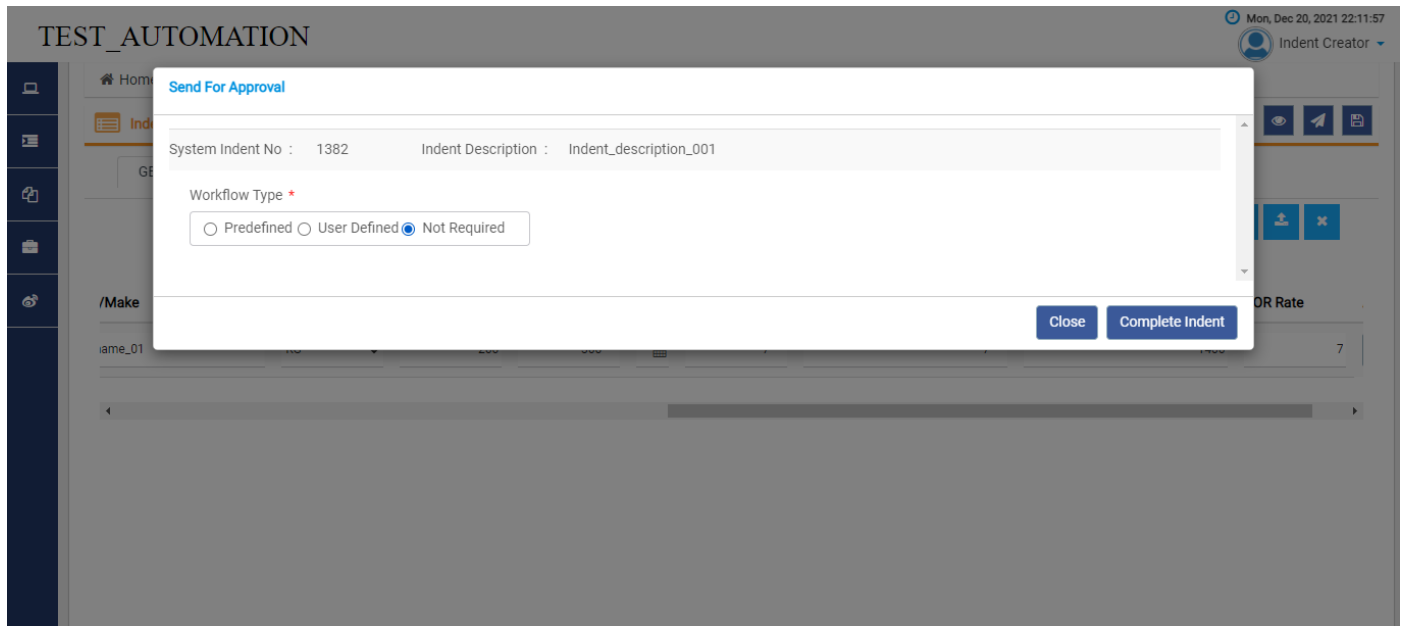 Mon, Dec 20, 2021 22:11:57
TEST_AUTOMATION
Indent Creator
Home
Send For Approval
System Indent No : 1382 Indent Description : Indent_description_001
Workflow Type *
Predefined User Defined Not Required
/Make OR Rate
Close Complete Indent
ame_01 7